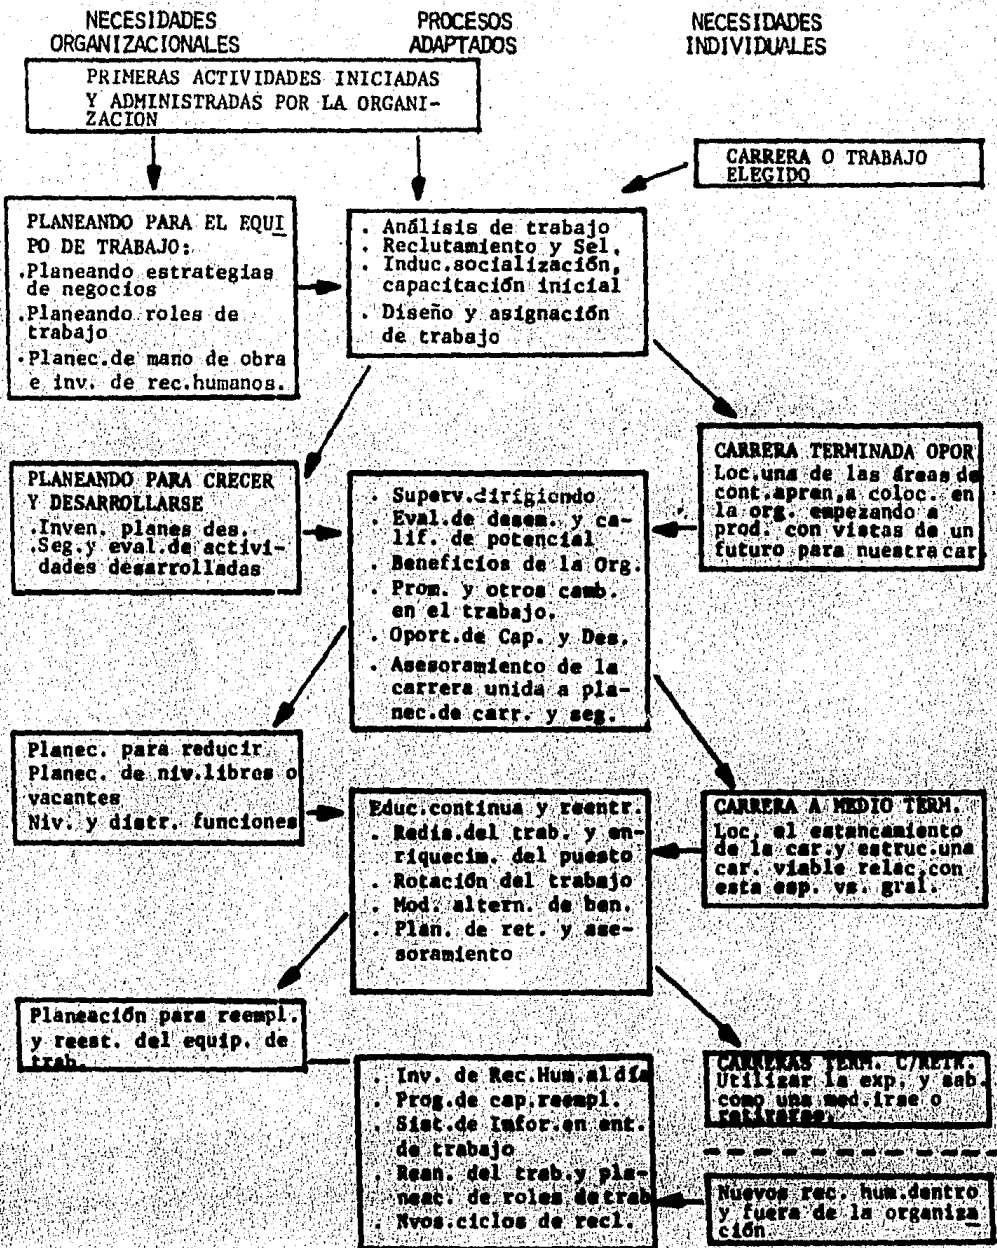 NECESIDADES
ORGANIZACIONALES
PROCESOS
ADAPTADOS
NECESIDADES
INDIVIDUALES
PRIMERAS ACTIVIDADES INICIADAS
Y ADMINISTRADAS POR LA ORGANI-
ZACION
CARRERA O TRABAJO
ELEGIDO
PLANEANDO PARA EL EQUI
PO DE TRABAJO:
.Planeando estrategias
de negocios
.Planeando roles de
trabajo
.Planec.de mano de obra
e inv. de rec.humanos.
. Análisis de trabajo
. Reclutamiento y Sel.
. Induc.socialización,
capacitación inicial
. Diseño y asignación
de trabajo
PLANEANDO PARA CRECER
Y DESARROLLARSE
.Inven. planes des.
.Seg.y eval.de activi-
dades desarrolladas
. Superv.dirigiendo
. Eval.de desem. y ca-
lif. de potencial
. Beneficios de la Org.
. Prom. y otros camb.
en el trabajo.
. Oport.de Cap. y Des.
. Asesoramiento de la
carrera unida a pla-
nec.de carr. y seg.
CARRERA TERMINADA OPOR
Loc.una de las áreas de
cont.apren,a coloc. en
la org. empezando a
prod. con vistas de un
futuro para nuestra car.
Planec. para reducir
Planec. de niv.libres o
vacantes
Niv. y distr. funciones
Educ.continua y reentr.
. Redis.del trab. y en-
riquecim. del puesto
. Rotación del trabajo
. Mod. altern. de ben.
. Plan. de ret. y ase-
soramiento
CARRERA A MEDIO TERM.
Loc. el estancamiento
de la car.y estruc.una
car. viable relac.con
esta esp. vs. gral.
Planeación para reempl.
y reest. del equip. de
trab.
. Inv. de Rec.Hum.al día
. Prog.de cap.reempl.
. Sist.de Infor.en ent.
de trabajo
. Rean. del trab.y pla-
neac. de roles de trab
. Nvos.ciclos de recl.
CARRERAS TERM. C/RETR.
Utilizar la exp. y sab.
como una med.irse o
retirarse.
Nuevos rec. hum.dentro
y fuera de la organiza
ción